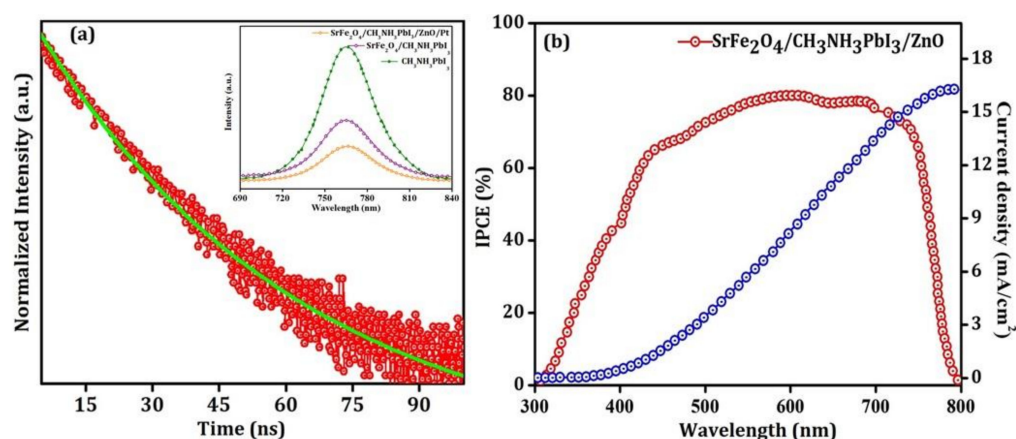 (a)
Normalized Intensity (a.u.)
Time (ns)
15 30 45 60 75 90
SrFe2O4/CH3NH3PbI3/ZnO/Pt
SrFe2O4/CH3NH3PbI3
CH3NH3PbI3
Intensity (a.u.)
690 720 750 780 810 840
Wavelength (nm)
(b)
SrFe2O4/CH3NH3PbI3/ZnO
IPCE (%)
100
80
60
40
20
0
300 400 500 600 700 800
Wavelength (nm)
18
15
12
9
6
3
0
Current density (mA/cm2)